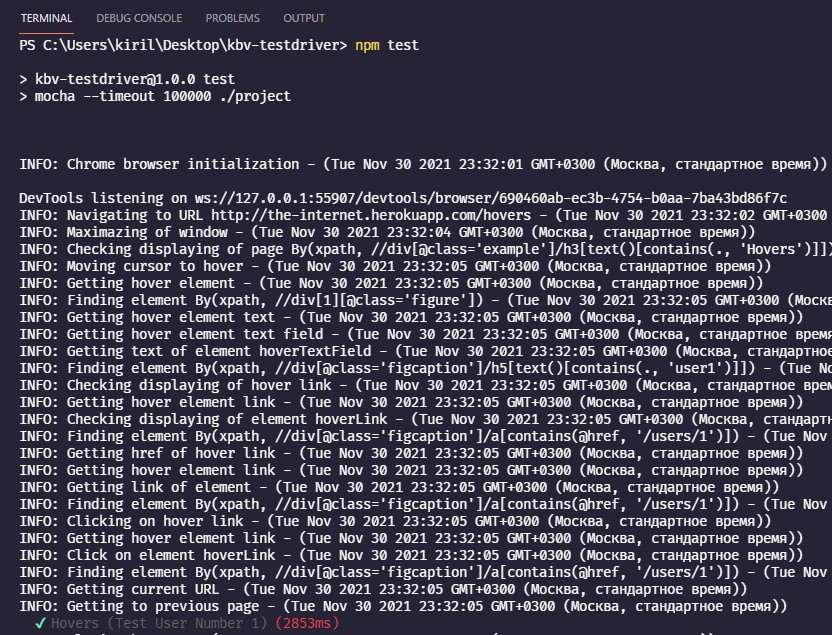 TERMINAL DEBUG CONSOLE PROBLEMS OUTPUT
PS C:\Users\kiril\Desktop\kbv-testdriver> npm test
> kbv-testdriver@1.0.0 test
> mocha --timeout 100000 ./project
INFO: Chrome browser initialization - (Tue Nov 30 2021 23:32:01 GMT+0300 (Москва, стандартное время))
DevTools listening on ws://127.0.0.1:55907/devtools/browser/690460ab-ec3b-4754-b0aa-7ba43bd86f7c
INFO: Navigating to URL http://the-internet.herokuapp.com/hovers - (Tue Nov 30 2021 23:32:02 GMT+0300
INFO: Maximazing of window - (Tue Nov 30 2021 23:32:04 GMT+0300 (Москва, стандартное время))
INFO: Checking displaying of page By(xpath, //div[@class='example']/h3[text()[contains(., 'Hovers')]])
INFO: Moving cursor to hover - (Tue Nov 30 2021 23:32:05 GMT+0300 (Москва, стандартное время))
INFO: Getting hover element - (Tue Nov 30 2021 23:32:05 GMT+0300 (Москва, стандартное время))
INFO: Finding element By(xpath, //div[1][@class='figure']) - (Tue Nov 30 2021 23:32:05 GMT+0300 (Москв
INFO: Getting hover element text - (Tue Nov 30 2021 23:32:05 GMT+0300 (Москва, стандартное время))
INFO: Getting hover element text field - (Tue Nov 30 2021 23:32:05 GMT+0300 (Москва, стандартное время
INFO: Getting text of element hoverTextField - (Tue Nov 30 2021 23:32:05 GMT+0300 (Москва, стандартное
INFO: Finding element By(xpath, //div[@class='figcaption']/h5[text()[contains(., 'user1')]]) - (Tue No
INFO: Checking displaying of hover link - (Tue Nov 30 2021 23:32:05 GMT+0300 (Москва, стандартное врем
INFO: Getting hover element link - (Tue Nov 30 2021 23:32:05 GMT+0300 (Москва, стандартное время))
INFO: Checking displaying of element hoverLink - (Tue Nov 30 2021 23:32:05 GMT+0300 (Москва, стандартн
INFO: Finding element By(xpath, //div[@class='figcaption']/a[contains(@href, '/users/1')]) - (Tue Nov
INFO: Getting href of hover link - (Tue Nov 30 2021 23:32:05 GMT+0300 (Москва, стандартное время))
INFO: Getting hover element link - (Tue Nov 30 2021 23:32:05 GMT+0300 (Москва, стандартное время))
INFO: Getting link of element - (Tue Nov 30 2021 23:32:05 GMT+0300 (Москва, стандартное время))
INFO: Finding element By(xpath, //div[@class='figcaption']/a[contains(@href, '/users/1')]) - (Tue Nov
INFO: Clicking on hover link - (Tue Nov 30 2021 23:32:05 GMT+0300 (Москва, стандартное время))
INFO: Getting hover element link - (Tue Nov 30 2021 23:32:05 GMT+0300 (Москва, стандартное время))
INFO: Click on element hoverLink - (Tue Nov 30 2021 23:32:05 GMT+0300 (Москва, стандартное время))
INFO: Finding element By(xpath, //div[@class='figcaption']/a[contains(@href, '/users/1')]) - (Tue Nov
INFO: Getting current URL - (Tue Nov 30 2021 23:32:05 GMT+0300 (Москва, стандартное время))
INFO: Getting to previous page - (Tue Nov 30 2021 23:32:05 GMT+0300 (Москва, стандартное время))
✓ Hovers (Test User Number 1) (2853ms)